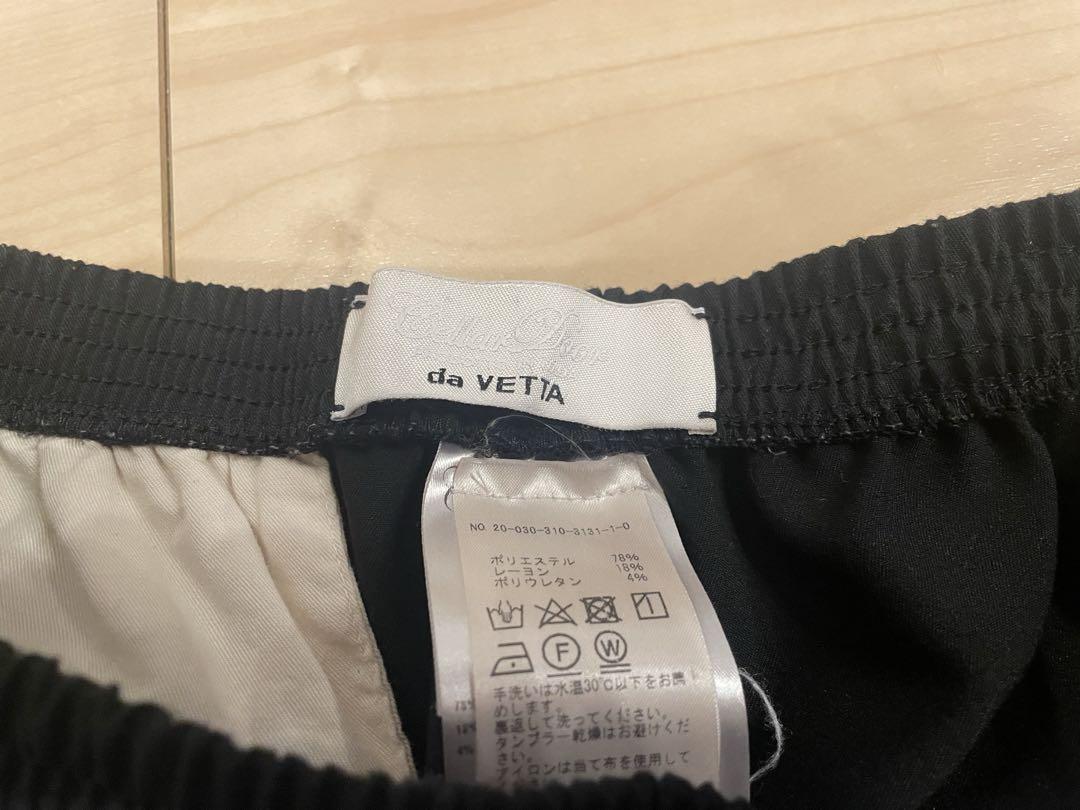 da VETTA
NO. 20-030-310-3131-1-0
ポリエステル 78%
レーヨン 18%
ポリウレタン 4%
F
W
手洗いは水温30℃以下をお薦
めします。
裏返して洗ってください。
タンブラー乾燥はお避けくだ
さい。
アイロンは当て布を使用して